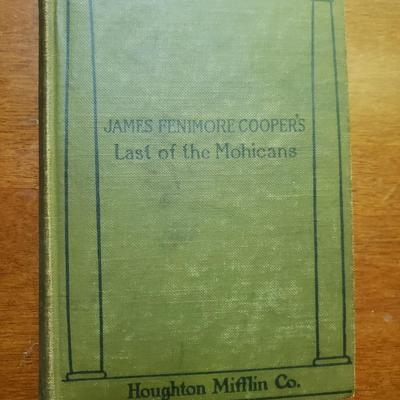 JAMES FENIMORE COOPER'S
Last of the Mohicans
Houghton Mifflin Co.